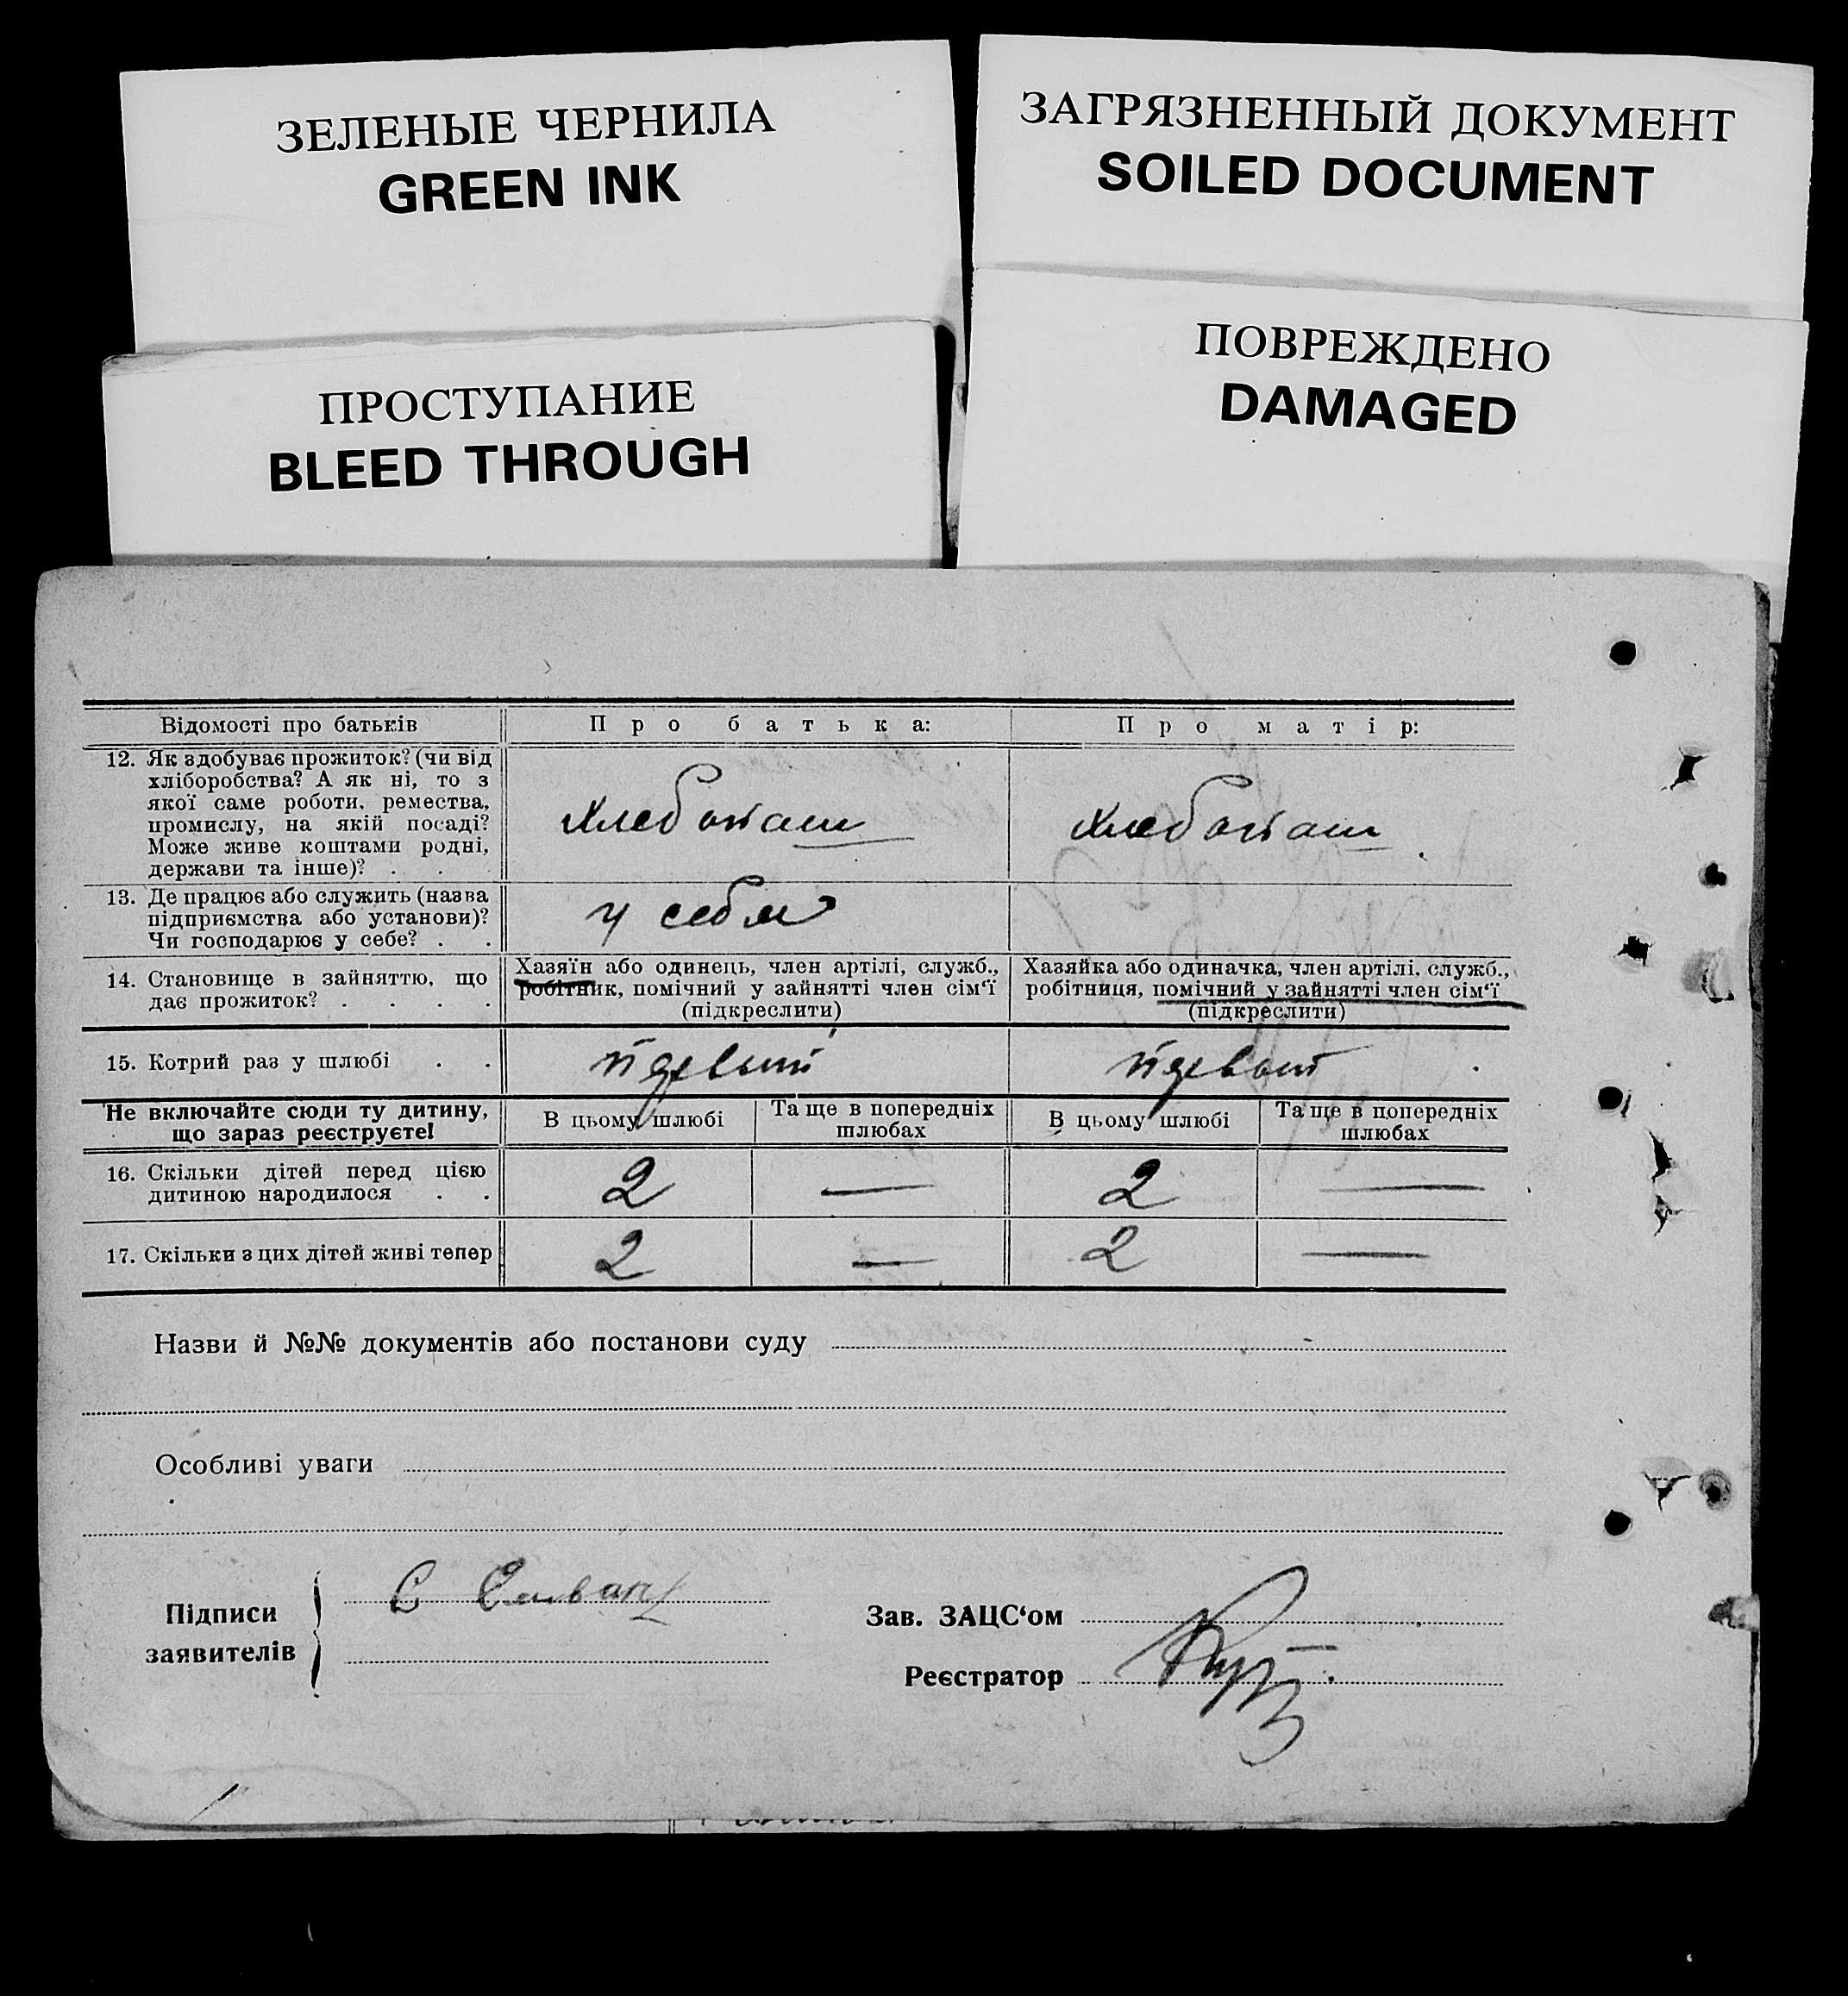 ЗЕЛЕНЫЕ ЧЕРНИЛА
GREEN INK
ЗАГРЯЗНЕННЫЙ ДОКУМЕНТ
SOILED DOCUMENT
ПРОСТУПАНИЕ
BLEED THROUGH
ПОВРЕЖДЕНО
DAMAGED
Відомості про батьків
Про батька:
Про матір:
12. Як здобуває прожиток? (чи від
хліборобства? А як ні, то з
якої саме роботи, ремества,
промислу, на якій посаді?
Може живе коштами родні,
держави та інше)? . .
Хлебопаш
Хлебопаш
13. Де працює або служить (назва
підприємства або установи)?
Чи господарює у себе? . .
у себя
14. Становище в зайняттю, що
дає прожиток? . . . .
Хазяїн або одинець, член артілі, служб.,
робітник, помічний у зайнятті член сім‘ї
(підкреслити)
Хазяйка або одиначка, член артілі, служб.,
робітниця, помічний у зайнятті член сім‘ї
(підкреслити)
15. Котрий раз у шлюбі . .
первый
первый
Не включайте сюди ту дитину,
що зараз реєструєте!
В цьому шлюбі
Та ще в попередніх
шлюбах
В цьому шлюбі
Та ще в попередніх
шлюбах
16. Скільки дітей перед цією
дитиною народилося . .
2 — 2 —
17. Скільки з цих дітей живі тепер
2 — 2 —
Назви й №№ документів або постанови суду
Особливі уваги
Підписи
заявителів
С
Зав. ЗАЦС‘ом
Реєстратор